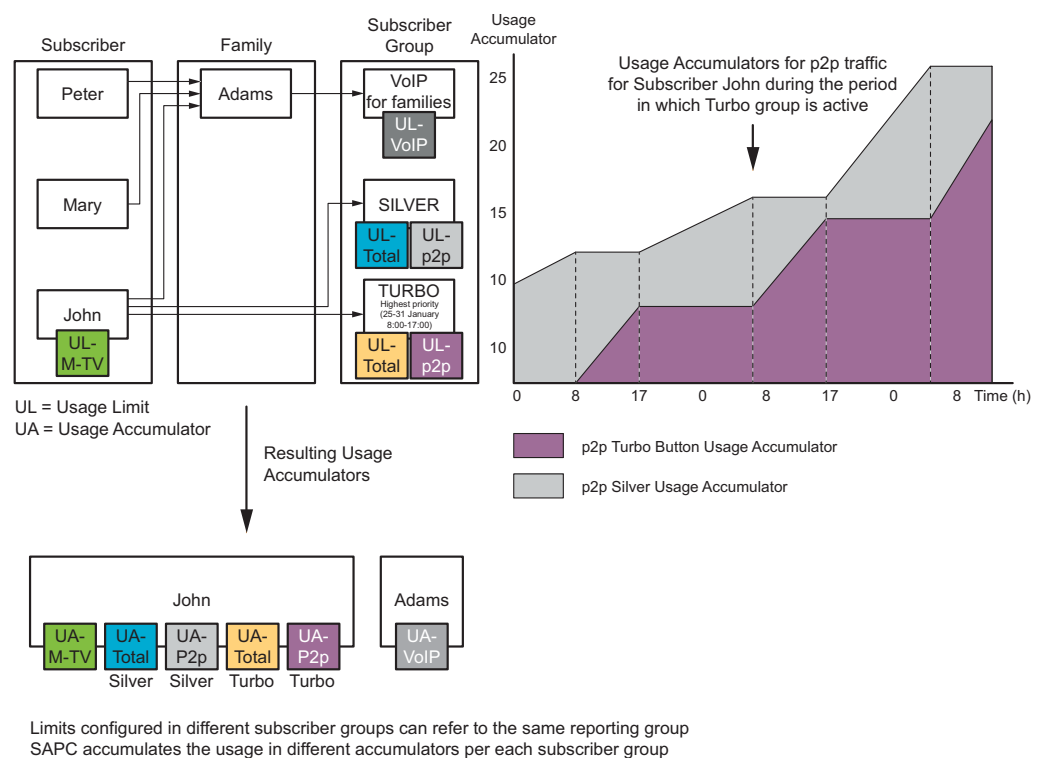 Subscriber
Family
Subscriber
Group
Peter
Adams
VoIP
for families
UL-
VoIP
Mary
SILVER
UL-
Total
UL-
p2p
John
UL-
M-TV
TURBO
Highest priority
(25-31 January
8:00-17:00)
UL-
Total
UL-
p2p
UL = Usage Limit
UA = Usage Accumulator
Resulting Usage
Accumulators
Usage
Accumulator
25
20
15
10
10
Usage Accumulators for p2p traffic
for Subscriber John during the period
in which Turbo group is active
0 8 17 0 8 17 0 8 Time (h)
p2p Turbo Button Usage Accumulator
p2p Silver Usage Accumulator
John
UA-
M-TV
UA-
Total
Silver
UA-
P2p
Silver
UA-
Total
Turbo
UA-
P2p
Turbo
Adams
UA-
VoIP
Limits configured in different subscriber groups can refer to the same reporting group
SAPC accumulates the usage in different accumulators per each subscriber group